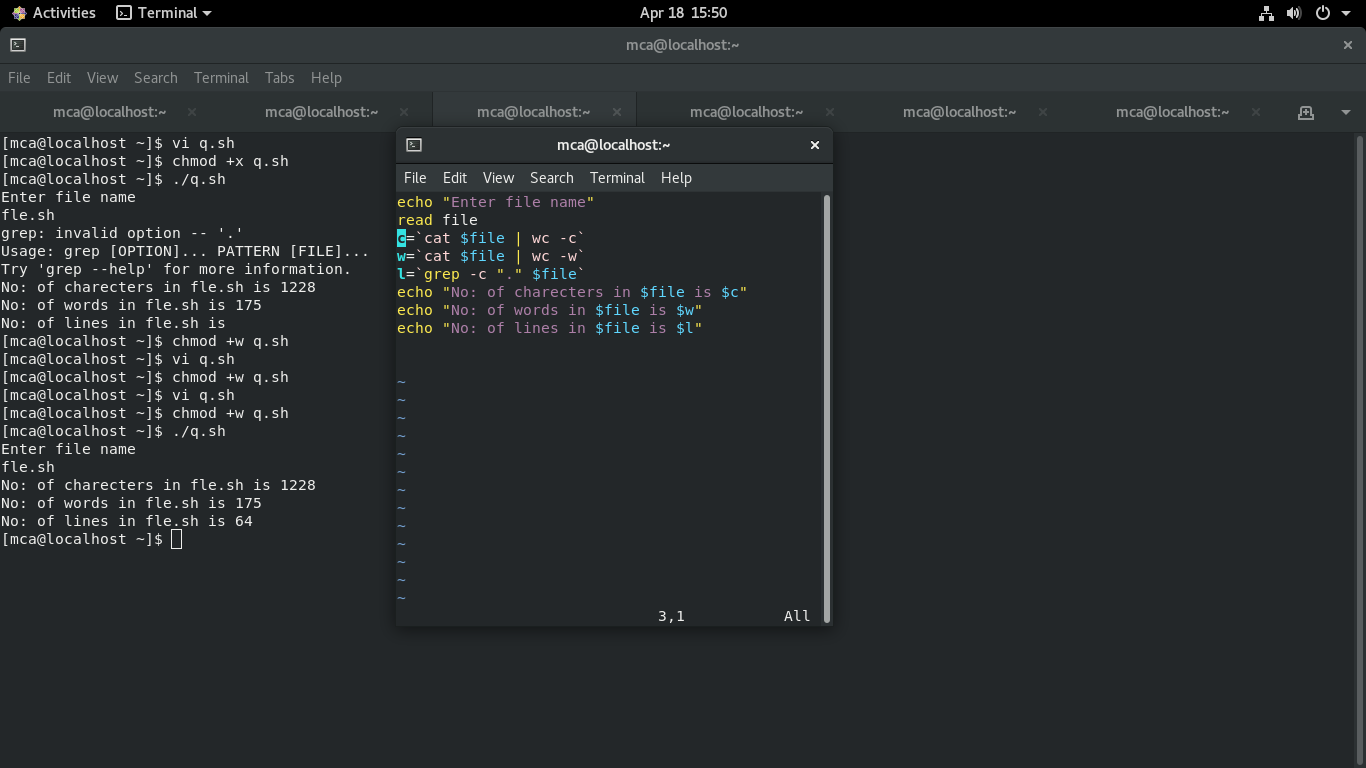 Activities Terminal Apr 18 15:50
mca@localhost:~
File Edit View Search Terminal Tabs Help
mca@localhost:~ mca@localhost:~ mca@localhost:~ mca@localhost:~ mca@localhost:~ mca@localhost:~
[mca@localhost ~]$ vi q.sh
[mca@localhost ~]$ chmod +x q.sh
[mca@localhost ~]$ ./q.sh
Enter file name
fle.sh
grep: invalid option -- '.'
Usage: grep [OPTION]... PATTERN [FILE]...
Try 'grep --help' for more information.
No: of charecters in fle.sh is 1228
No: of words in fle.sh is 175
No: of lines in fle.sh is
[mca@localhost ~]$ chmod +w q.sh
[mca@localhost ~]$ vi q.sh
[mca@localhost ~]$ chmod +w q.sh
[mca@localhost ~]$ vi q.sh
[mca@localhost ~]$ chmod +w q.sh
[mca@localhost ~]$ ./q.sh
Enter file name
fle.sh
No: of charecters in fle.sh is 1228
No: of words in fle.sh is 175
No: of lines in fle.sh is 64
[mca@localhost ~]$
mca@localhost:~
File Edit View Search Terminal Help
echo "Enter file name"
read file
c=`cat $file | wc -c`
w=`cat $file | wc -w`
l=`grep -c "." $file`
echo "No: of charecters in $file is $c"
echo "No: of words in $file is $w"
echo "No: of lines in $file is $l"
~
~
~
~
~
~
~
~
~
~
~
~
~
3,1 All